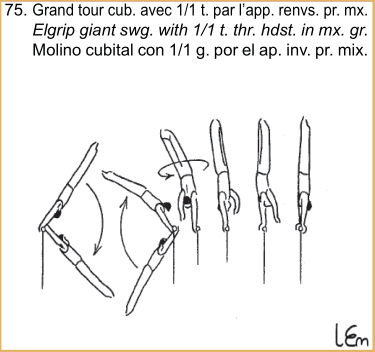 75. Grand tour cub. avec 1/1 t. par l'app. renvs. pr. mx.
Elgrip giant swg. with 1/1 t. thr. hdst. in mx. gr.
Molino cubital con 1/1 g. por el ap. inv. pr. mix.